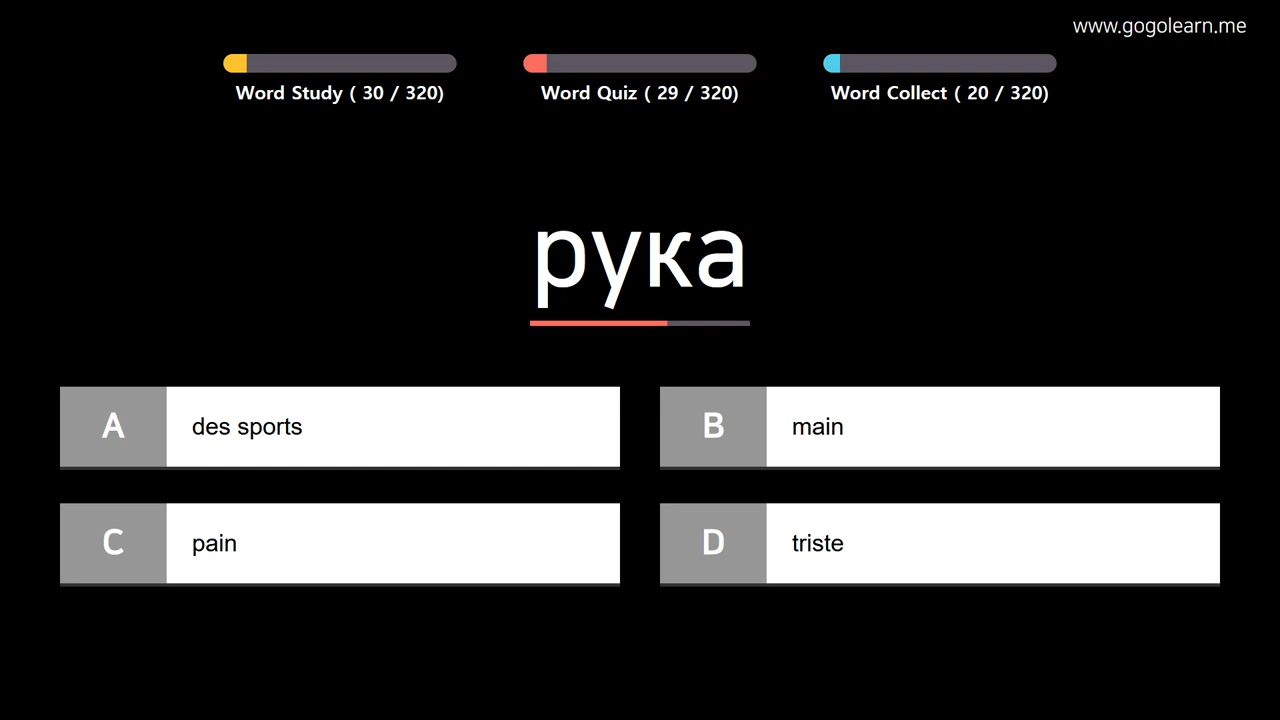 www.gogolearn.me
Word Study ( 30 / 320)
Word Quiz ( 29 / 320)
Word Collect ( 20 / 320)
рука
A des sports
B main
C pain
D triste